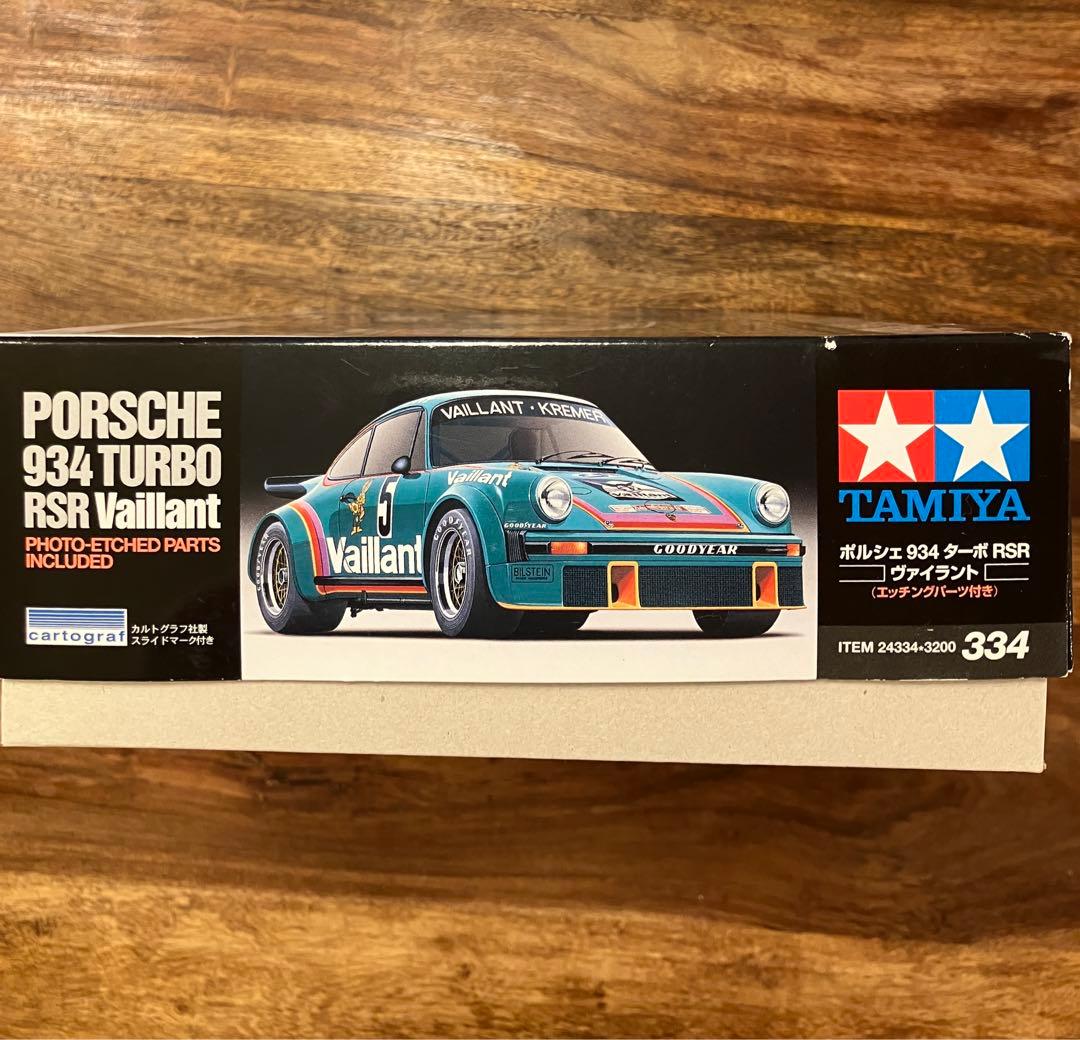 PORSCHE
934 TURBO
RSR Vaillant
PHOTO-ETCHED PARTS
INCLUDED
cartograf
カルトグラフ社製
スライドマーク付き
VAILLANT・KREMER
Vaillant
5
Vaillant
Vaillant
GOODYEAR
GOODYEAR
GOODYEAR
BILSTEIN
TAMIYA
ポルシェ 934 ターボ RSR
ヴァイラント
(エッチングパーツ付き)
ITEM 24334★3200 334